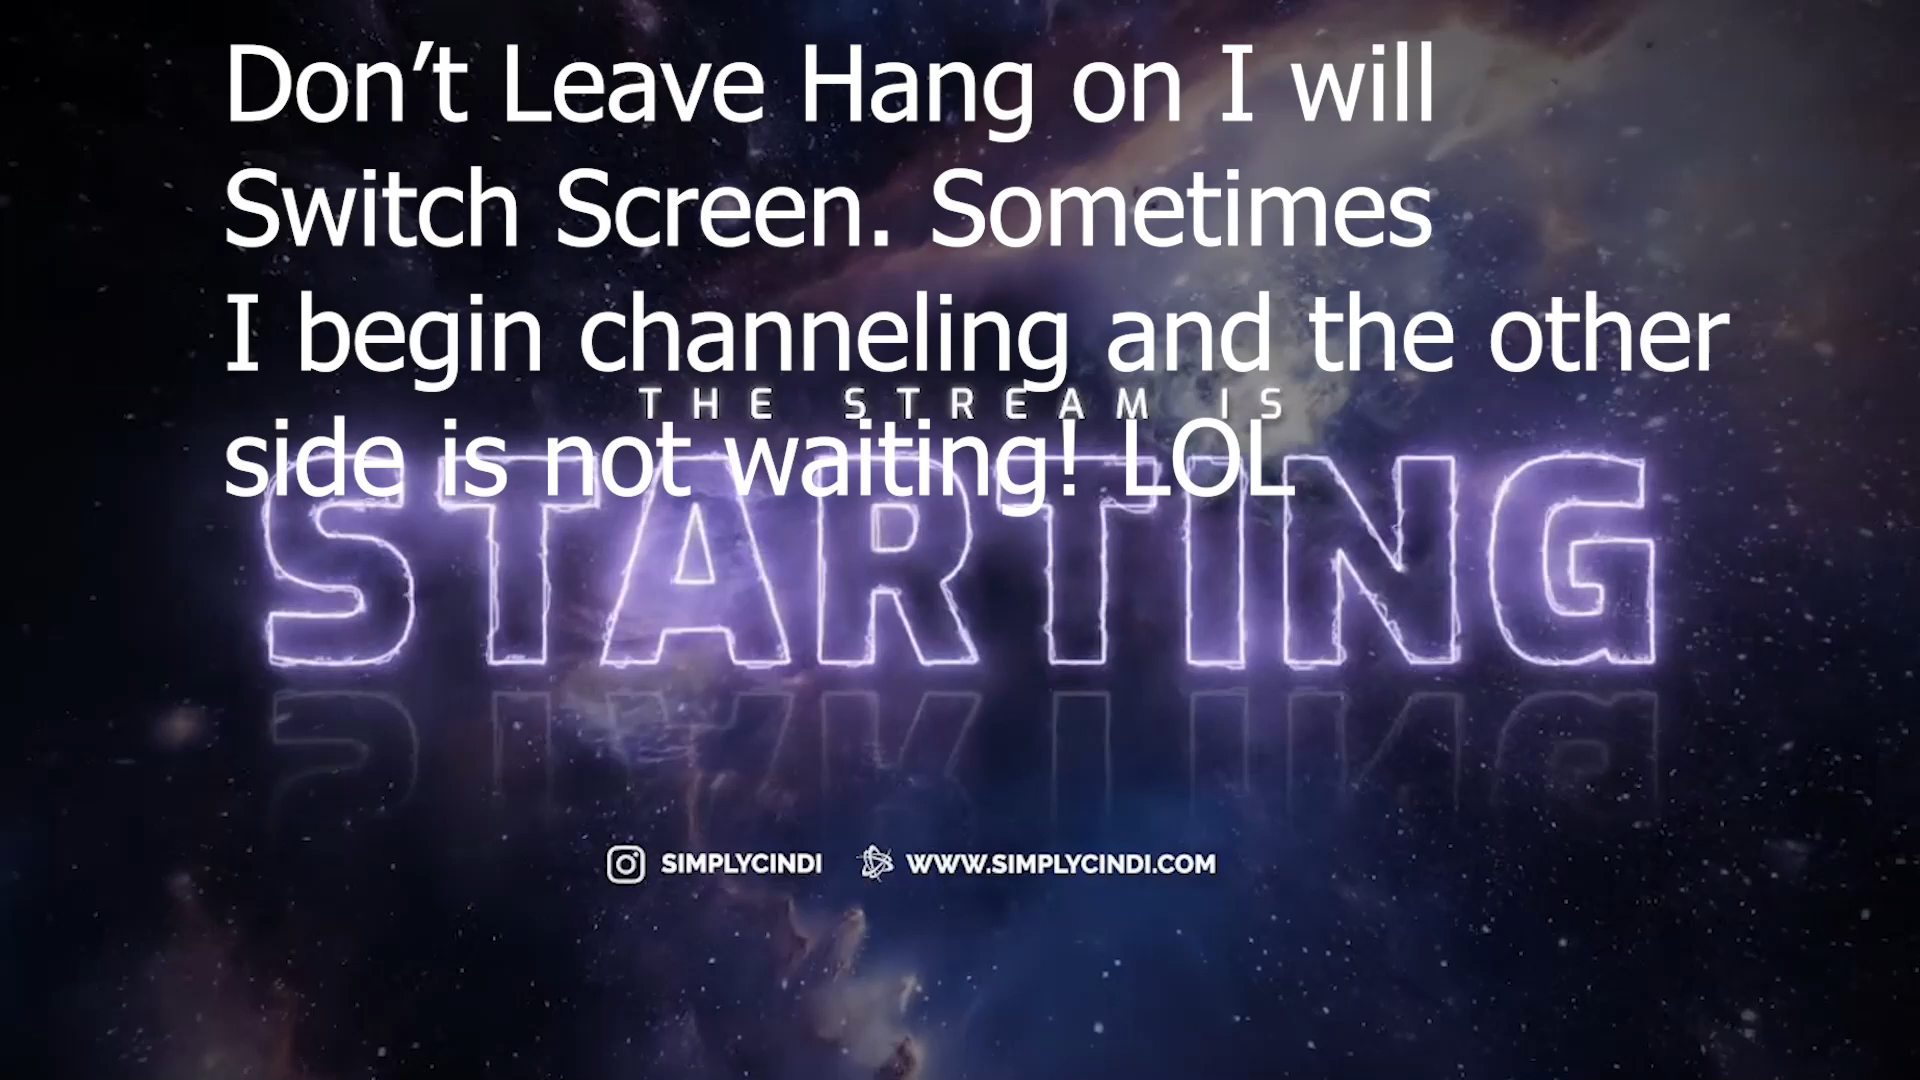 Don’t Leave Hang on I will
Switch Screen. Sometimes
I begin channeling and the other
side is not waiting! LOL
THE STREAM IS
STARTING
SIMPLYCINDI
WWW.SIMPLYCINDI.COM